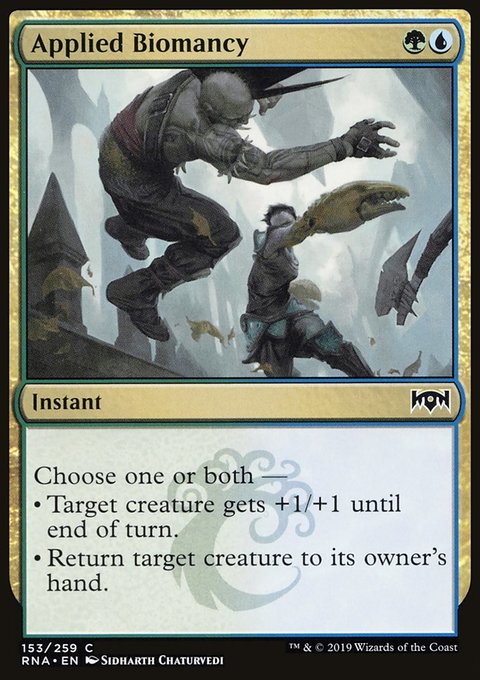 Applied Biomancy
Instant
Choose one or both —
• Target creature gets +1/+1 until
end of turn.
• Return target creature to its owner's
hand.
153/259 C
RNA • EN Sidharth Chaturvedi
™ & © 2019 Wizards of the Coast